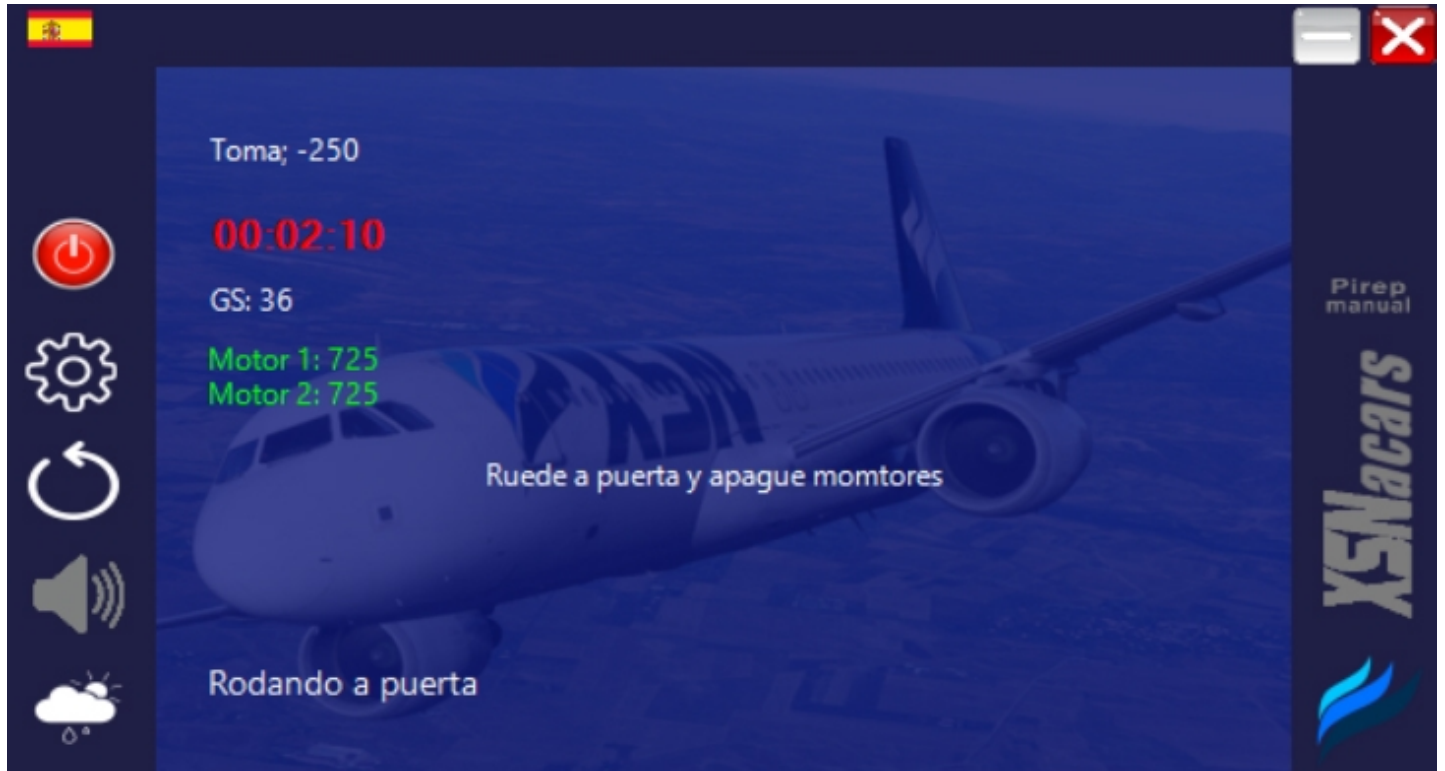 Toma; -250
00:02:10
GS: 36
Motor 1: 725
Motor 2: 725
Ruede a puerta y apague momtores
Rodando a puerta
Pirep
manual
XSNacars